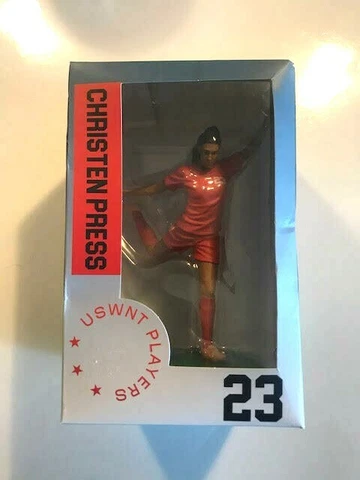 CHRISTEN PRESS
USWNT PLAYERS
23